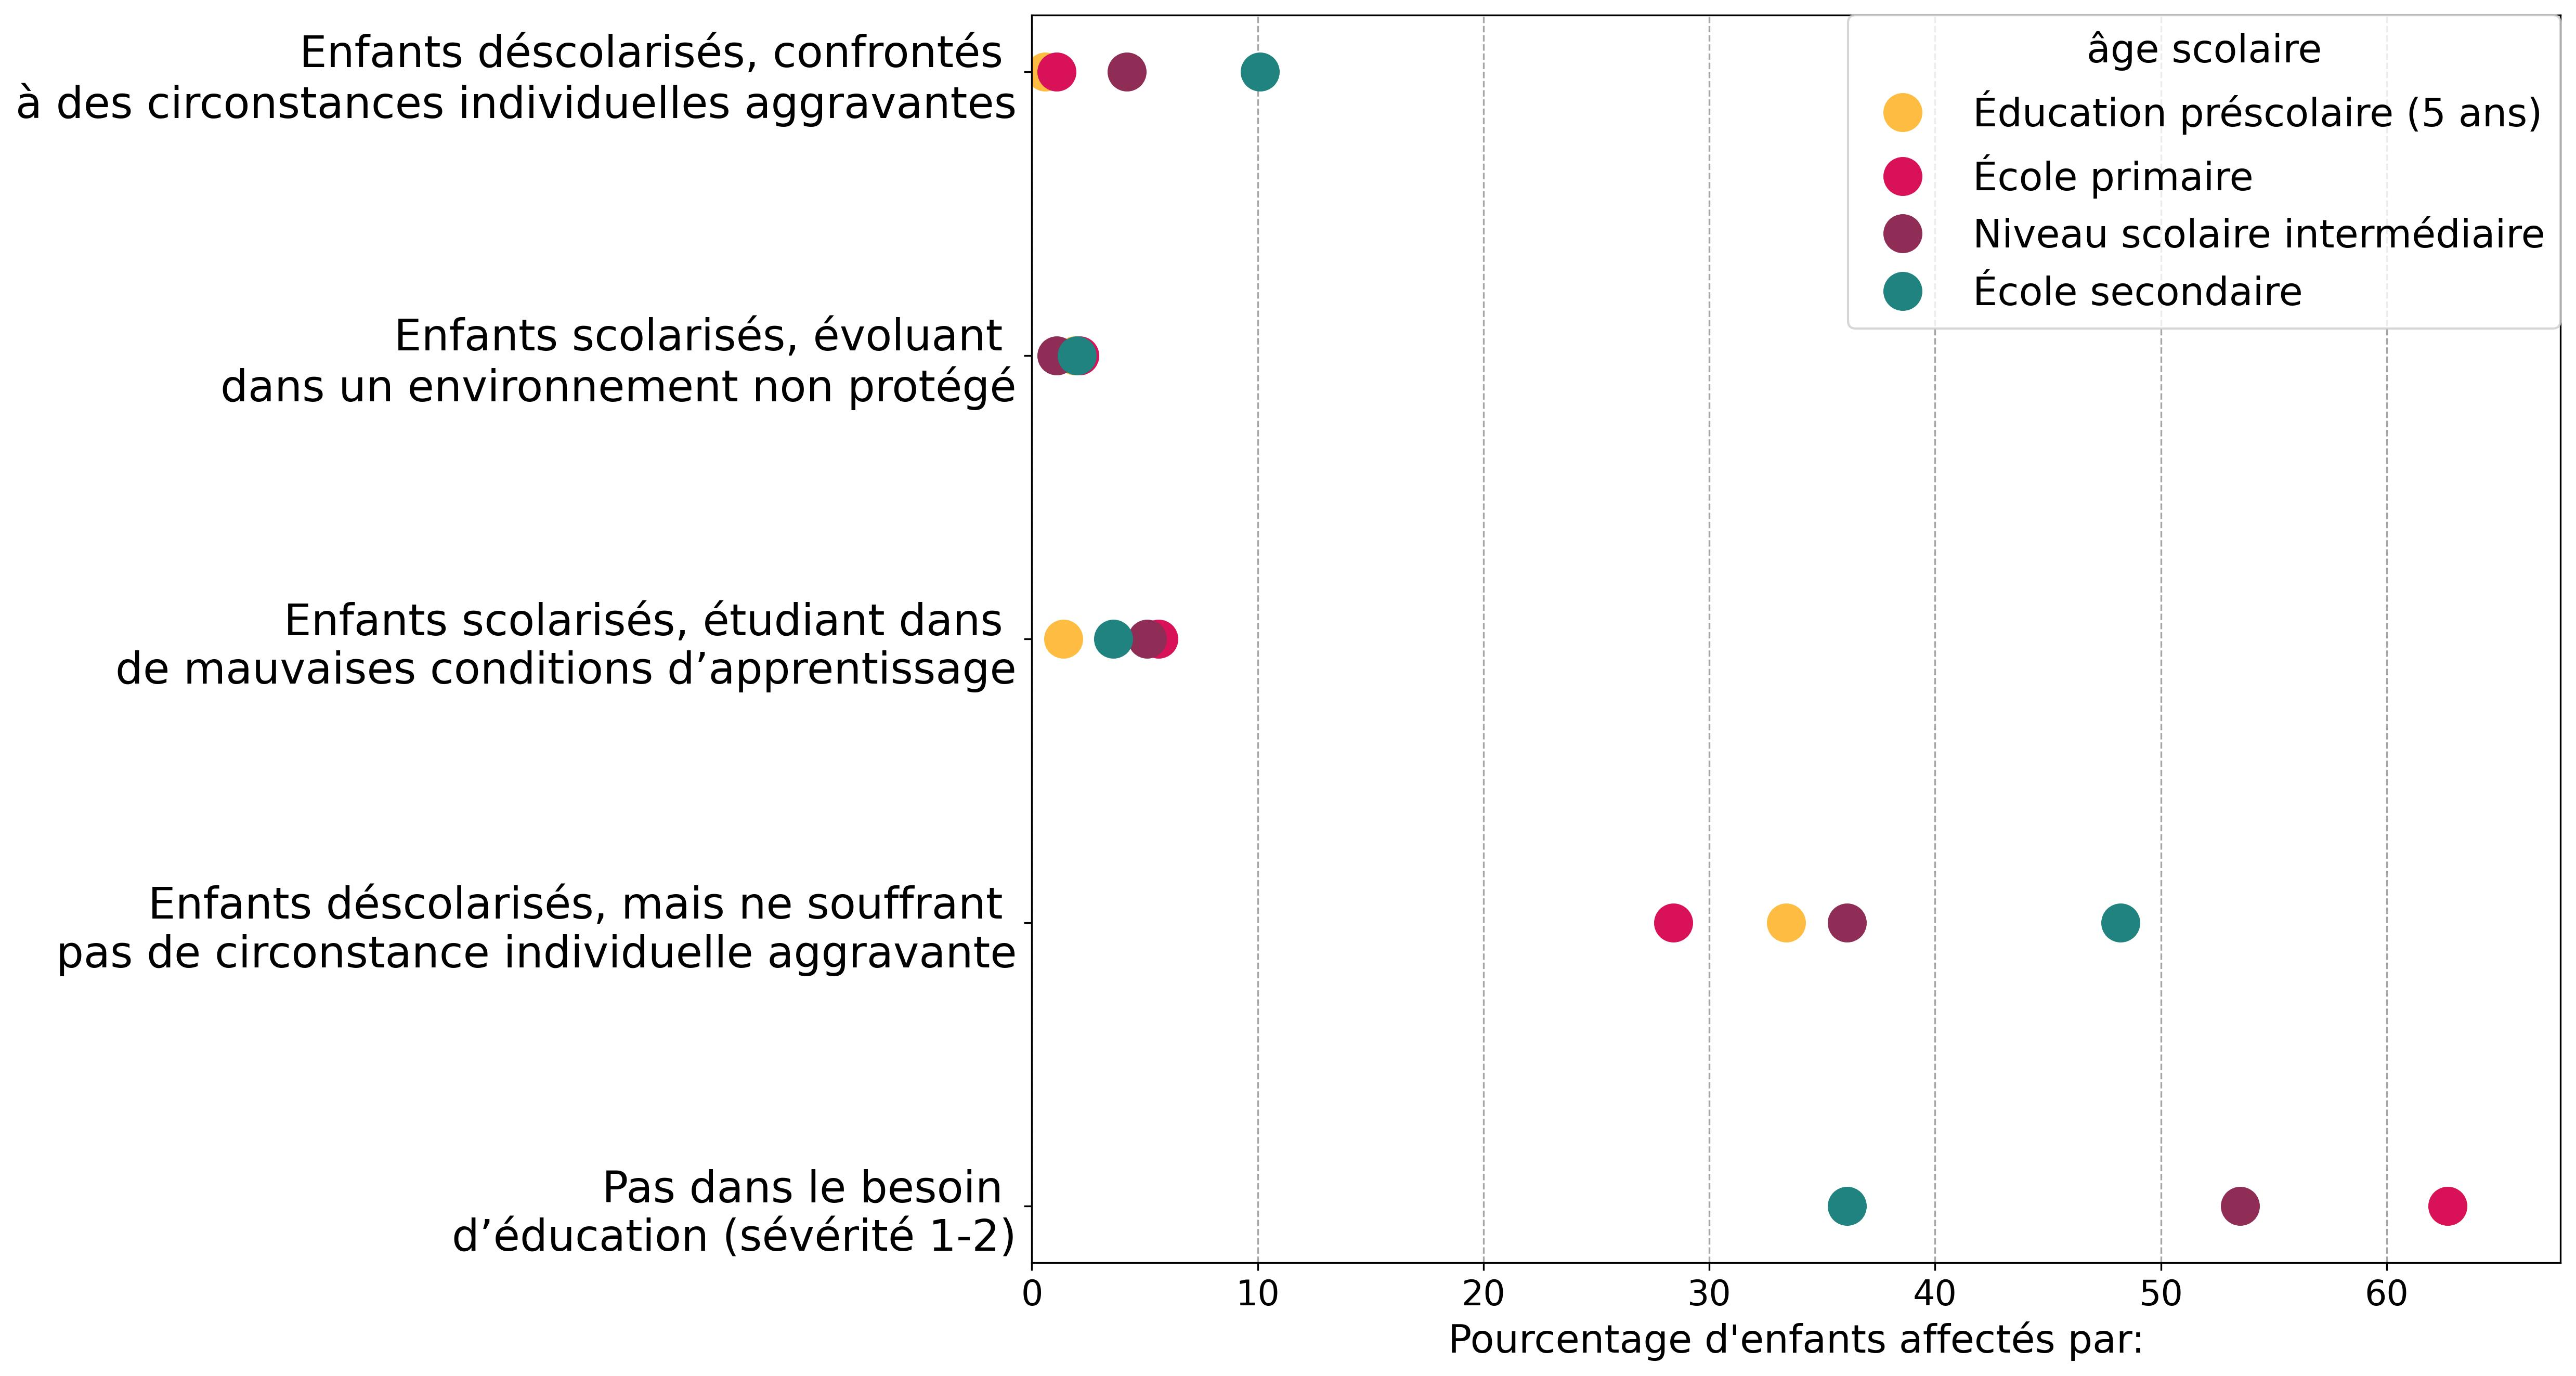 Enfants déscolarisés, confrontés
à des circonstances individuelles aggravantes
Enfants scolarisés, évoluant
dans un environnement non protégé
Enfants scolarisés, étudiant dans
de mauvaises conditions d’apprentissage
Enfants déscolarisés, mais ne souffrant
pas de circonstance individuelle aggravante
Pas dans le besoin
d’éducation (sévérité 1-2)
âge scolaire
Éducation préscolaire (5 ans)
École primaire
Niveau scolaire intermédiaire
École secondaire
0 10 20 30 40 50 60
Pourcentage d'enfants affectés par: